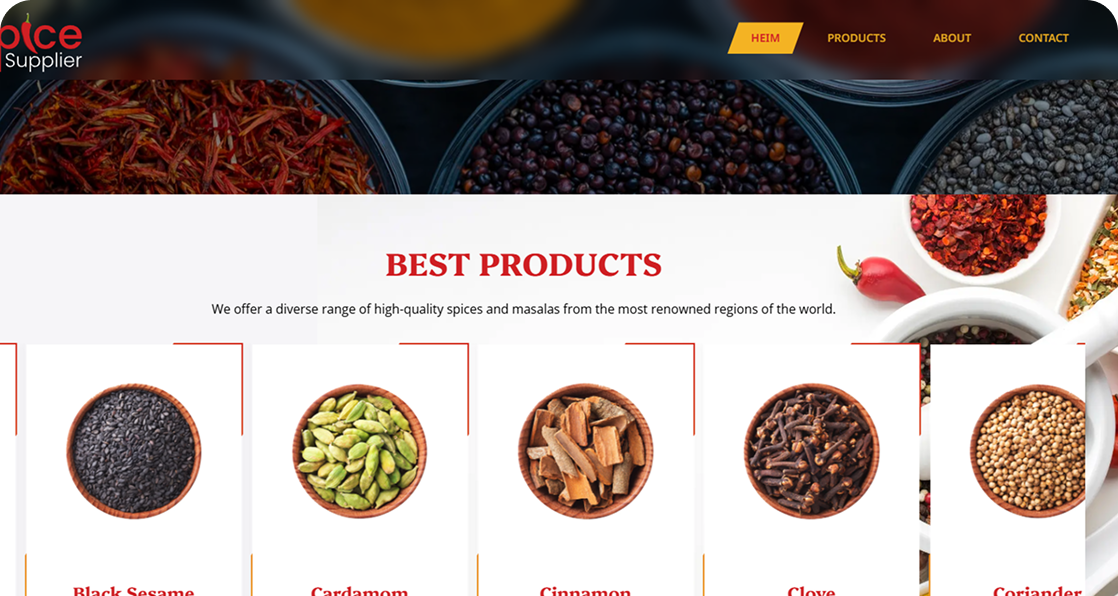 pice
Supplier
HEIM PRODUCTS ABOUT CONTACT
BEST PRODUCTS
We offer a diverse range of high-quality spices and masalas from the most renowned regions of the world.
Black Sesame Cardamom Cinnamon Clove Coriander